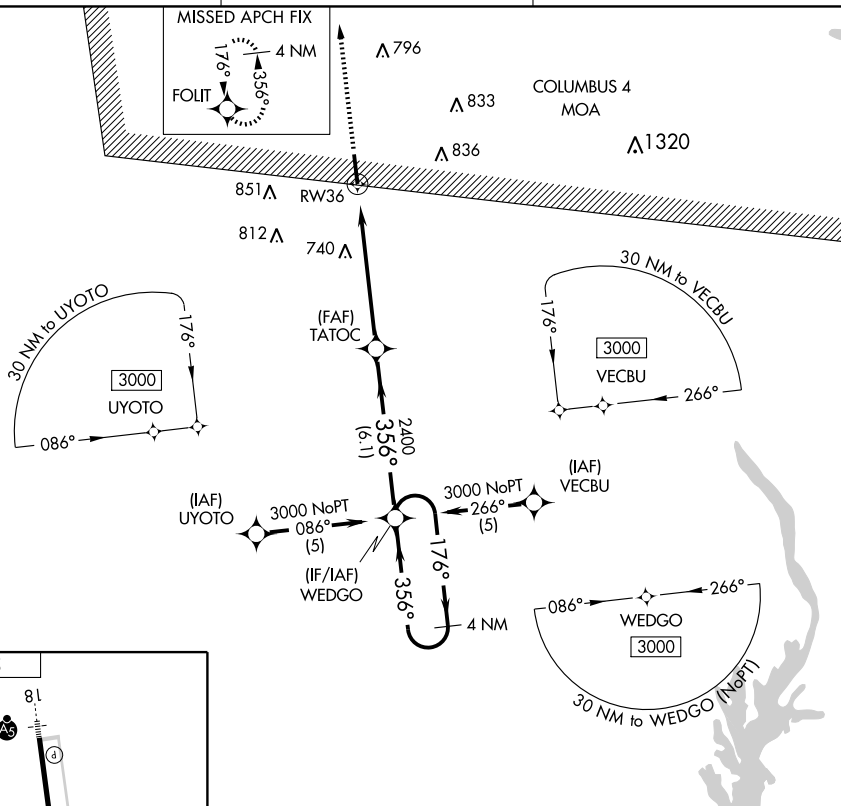 MISSED APCH FIX
4 NM
176°
356°
FOLIT
796
833
836
COLUMBUS 4
MOA
1320
851
RW36
812
740
30 NM to UYOTO
176°
3000
UYOTO
086°
(FAF)
TATOC
30 NM to VECBU
176°
3000
VECBU
266°
2400
356°
(6.1)
(IAF)
UYOTO
3000 NoPT
086°
(5)
(IAF)
VECBU
3000 NoPT
266°
(5)
(IF/IAF)
WEDGO
356°
176°
4 NM
086°
266°
WEDGO
3000
30 NM to WEDGO (NoPT)
18
A5
P